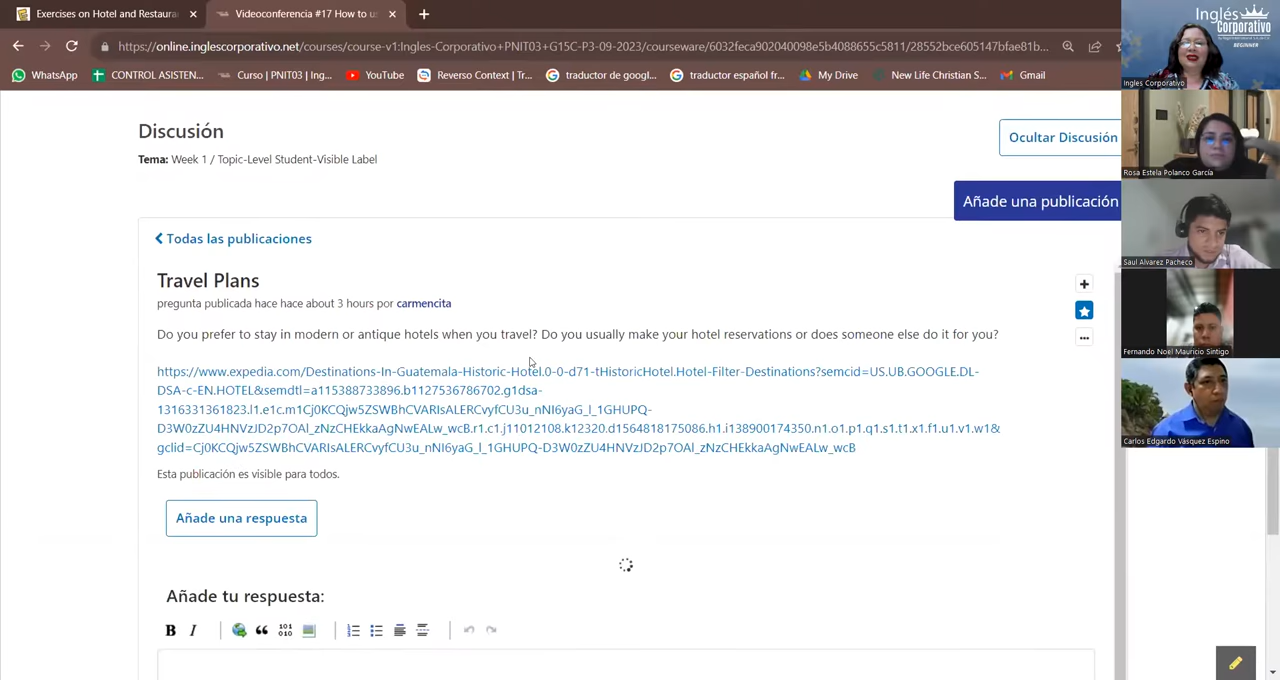 Exercises on Hotel and Restaura
Videoconferencia #17 How to u
https://online.inglescorporativo.net/courses/course-v1:Ingles-Corporativo+PNIT03+G15C-P3-09-2023/courseware/6032feca902040098e5b4088655c5811/28552bce605147bfae81b...
WhatsApp
CONTROL ASISTEN...
Curso | PNIT03 | Ing...
YouTube
Reverso Context | Tr...
traductor de googl...
traductor español fr...
My Drive
New Life Christian S...
Gmail
Discusión
Ocultar Discusión
Tema: Week 1 / Topic-Level Student-Visible Label
Añade una publicación
Todas las publicaciones
Travel Plans
pregunta publicada hace hace about 3 hours por carmencita
Do you prefer to stay in modern or antique hotels when you travel? Do you usually make your hotel reservations or does someone else do it for you?
https://www.expedia.com/Destinations-In-Guatemala-Historic-Hotel.0-0-d71-tHistoricHotel.Hotel-Filter-Destinations?semcid=US.UB.GOOGLE.DL-
DSA-c-EN.HOTEL&semdtl=a115388733896.b1127536786702.g1dsa-
1316331361823.l1.e1c.m1Cj0KCQjw5ZSWBhCVARIsALERCvyfCU3u_nNI6yaG_l_1GHUPQ-
D3W0zZU4HNVzJD2p7OAl_zNzCHEkkaAgNwEALw_wcB.r1.c1.j11012108.k12320.d1564818175086.h1.i138900174350.n1.o1.p1.q1.s1.t1.x1.f1.u1.v1.w1&
gclid=Cj0KCQjw5ZSWBhCVARIsALERCvyfCU3u_nNI6yaG_l_1GHUPQ-D3W0zZU4HNVzJD2p7OAl_zNzCHEkkaAgNwEALw_wcB
Esta publicación es visible para todos.
Añade una respuesta
Añade tu respuesta:
B I
101
010
Inglés
Corporativo
BEGINNER
Ingles Corporativo
Rosa Estela Polanco García
Saul Alvarez Pacheco
Fernando Noel Mauricio Sintigo
Carlos Edgardo Vásquez Espino